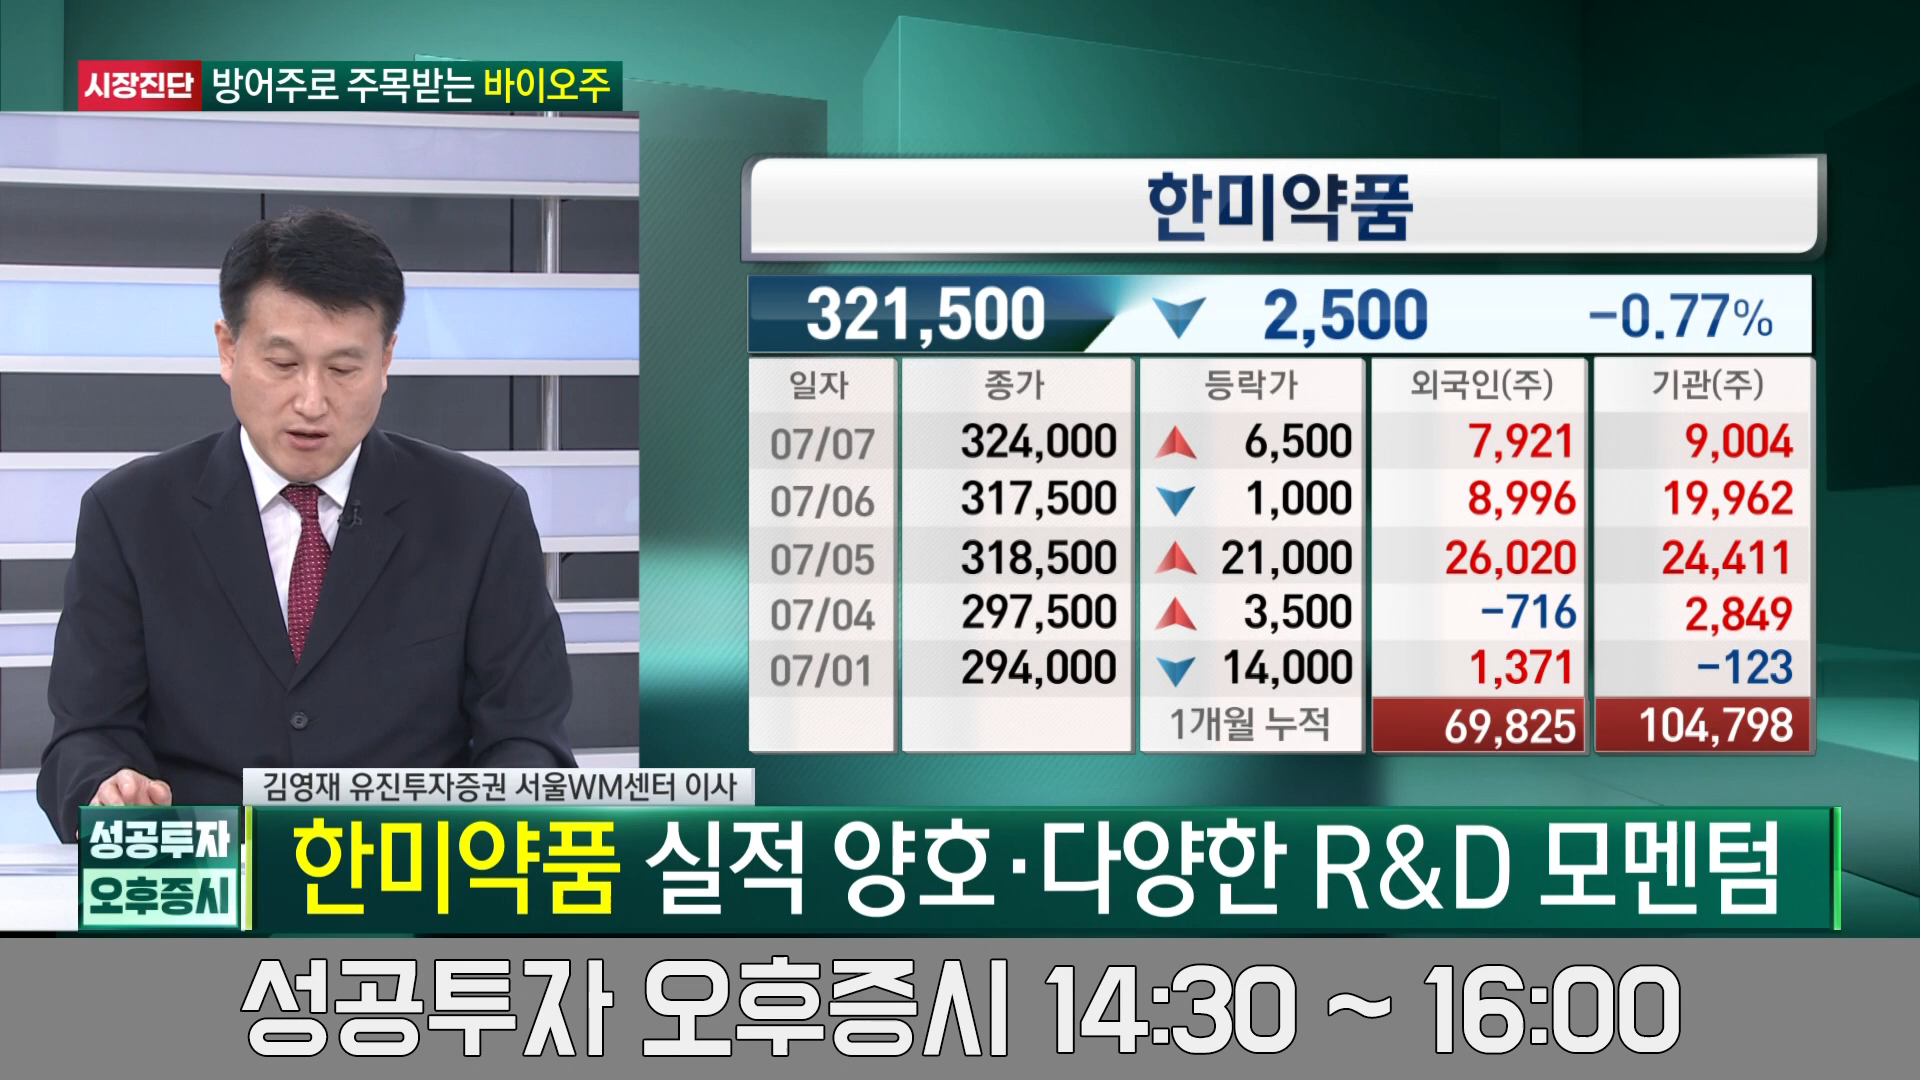 시장진단 방어주로 주목받는 바이오주
한미약품
321,500 ▼ 2,500 -0.77%
일자 종가 등락가 외국인(주) 기관(주)
07/07 324,000 ▲ 6,500 7,921 9,004
07/06 317,500 ▼ 1,000 8,996 19,962
07/05 318,500 ▲ 21,000 26,020 24,411
07/04 297,500 ▲ 3,500 -716 2,849
07/01 294,000 ▼ 14,000 1,371 -123
1개월 누적 69,825 104,798
김영재 유진투자증권 서울WM센터 이사
성공투자
오후증시
한미약품 실적 양호·다양한 R&D 모멘텀
성공투자 오후증시 14:30 ~ 16:00